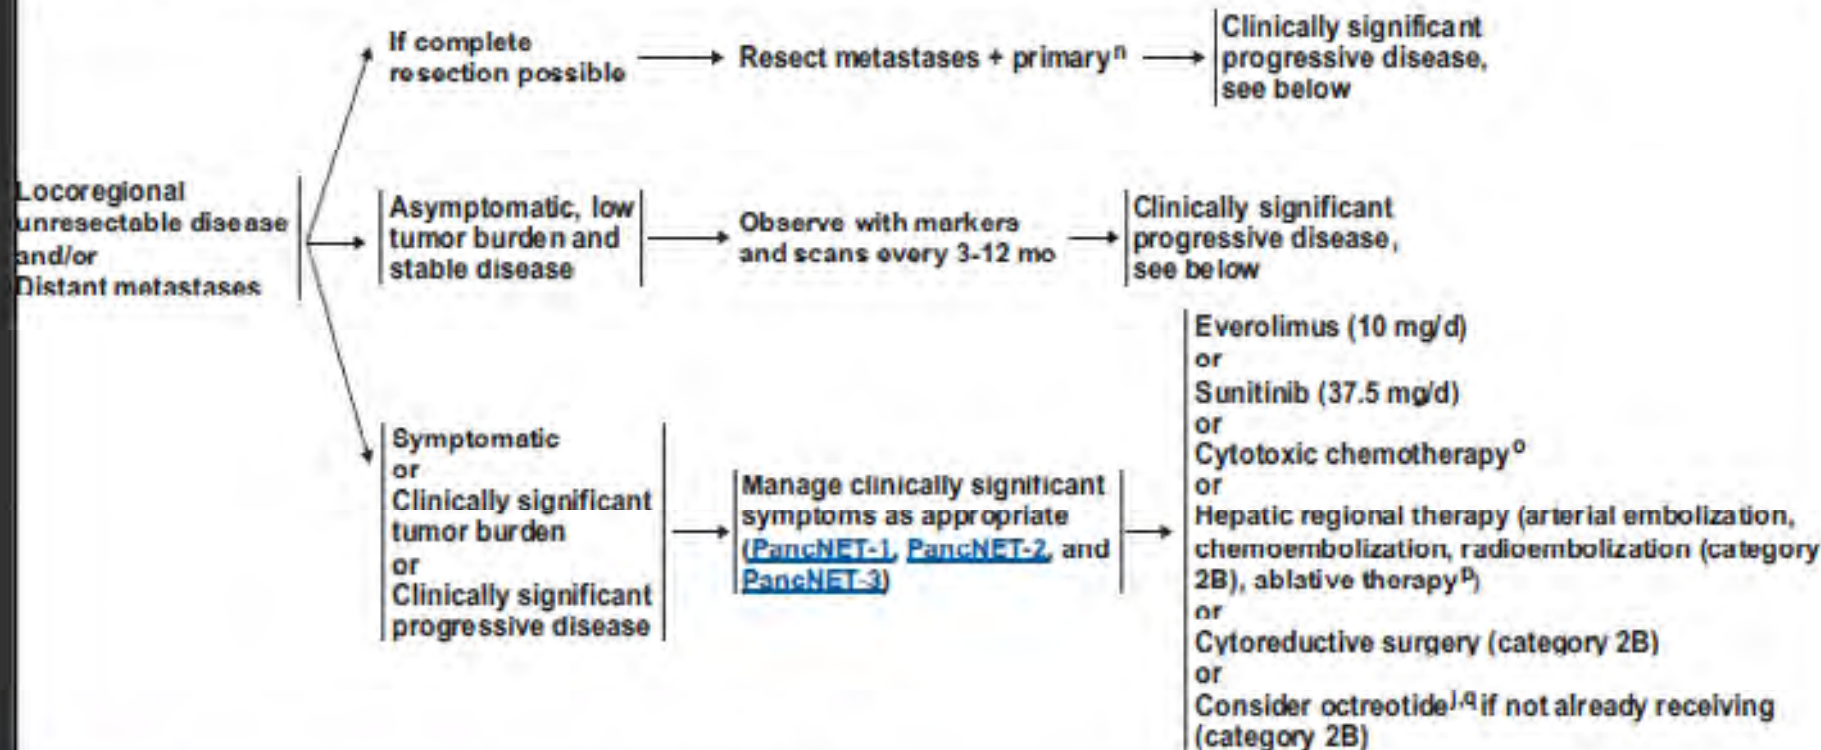 If complete
resection possible
Resect metastases + primaryⁿ
Clinically significant
progressive disease,
see below
Locoregional
unresectable disease
and/or
Distant metastases
Asymptomatic, low
tumor burden and
stable disease
Observe with markers
and scans every 3-12 mo
Clinically significant
progressive disease,
see below
Symptomatic
or
Clinically significant
tumor burden
or
Clinically significant
progressive disease
Manage clinically significant
symptoms as appropriate
(PancNET-1, PancNET-2, and
PancNET-3)
Everolimus (10 mg/d)
or
Sunitinib (37.5 mg/d)
or
Cytotoxic chemotherapyᵒ
or
Hepatic regional therapy (arterial embolization,
chemoembolization, radioembolization (category
2B), ablative therapyᵖ)
or
Cytoreductive surgery (category 2B)
or
Consider octreotideʲ,q if not already receiving
(category 2B)